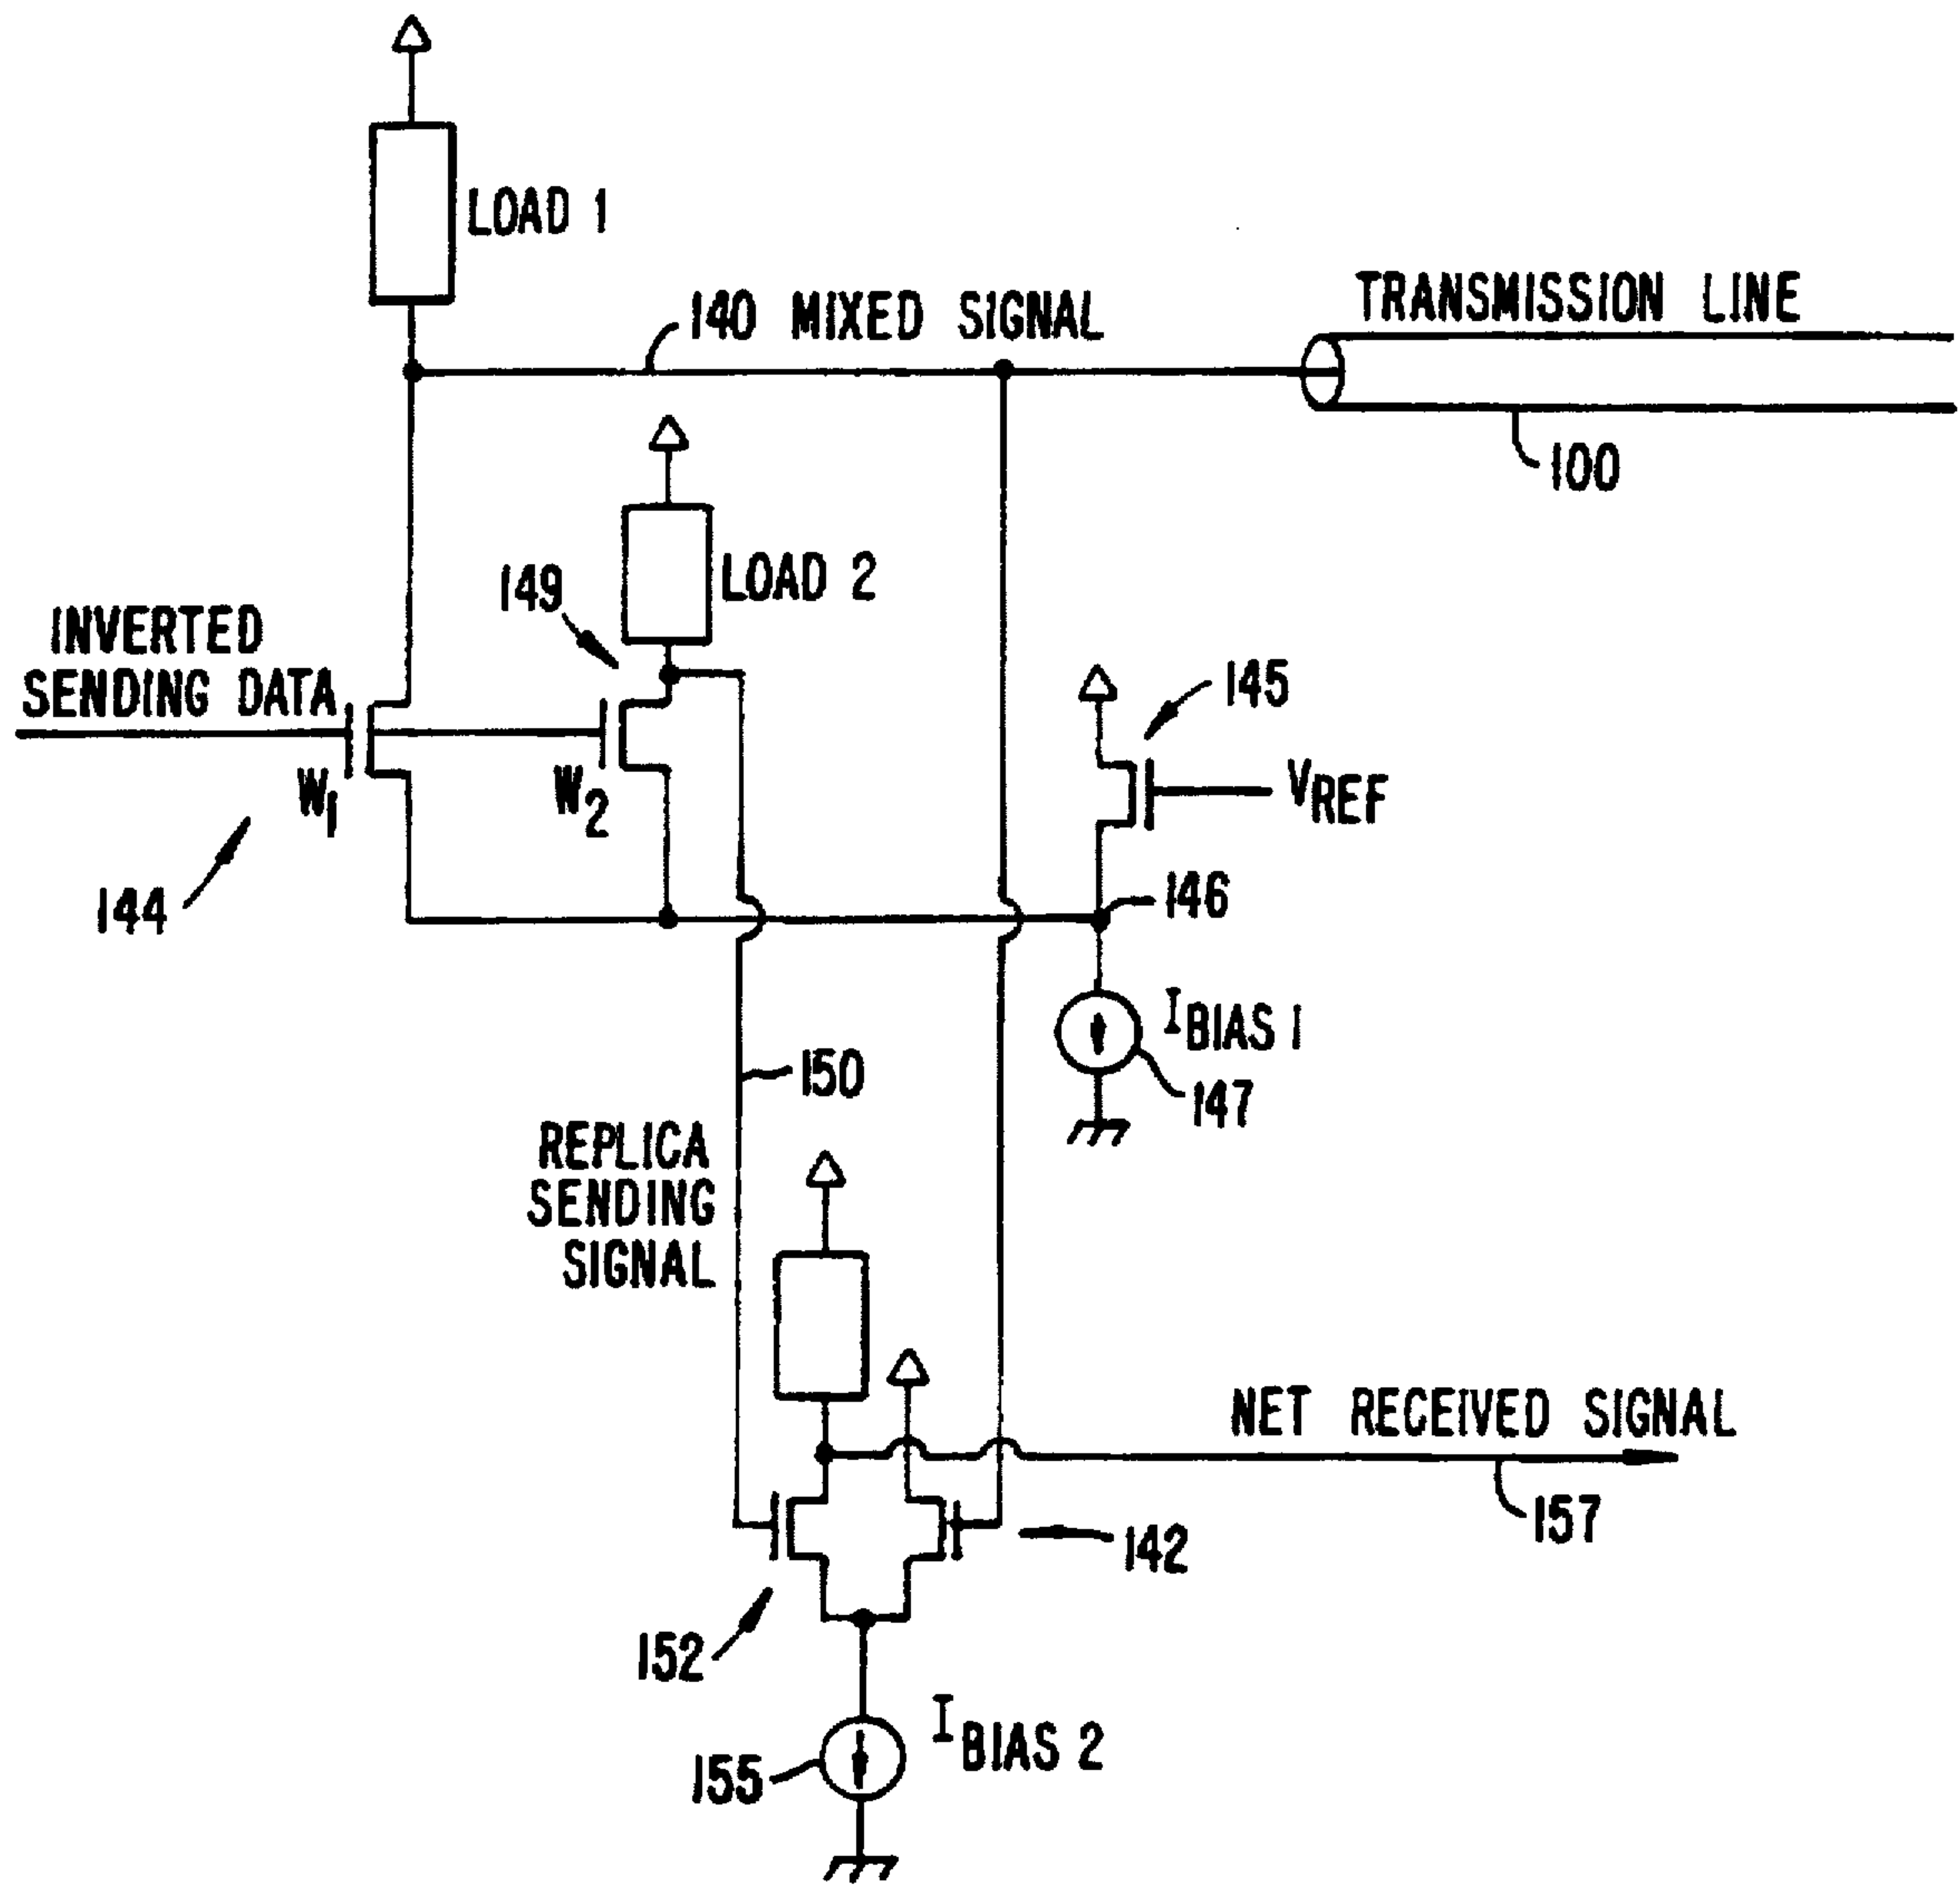 LOAD 1
140 MIXED SIGNAL
TRANSMISSION LINE
100
149
LOAD 2
INVERTED
SENDING DATA
W1
W2
144
145
VREF
146
IBIAS 1
147
150
REPLICA
SENDING
SIGNAL
NET RECEIVED SIGNAL
157
142
152
IBIAS 2
155